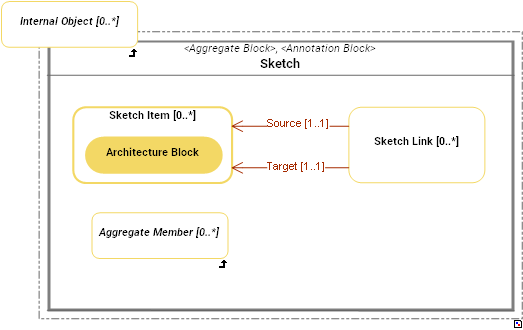 Internal Object [0..*]
<Aggregate Block>, <Annotation Block>
Sketch
Sketch Item [0..*]
Architecture Block
Source [1..1]
Target [1..1]
Sketch Link [0..*]
Aggregate Member [0..*]